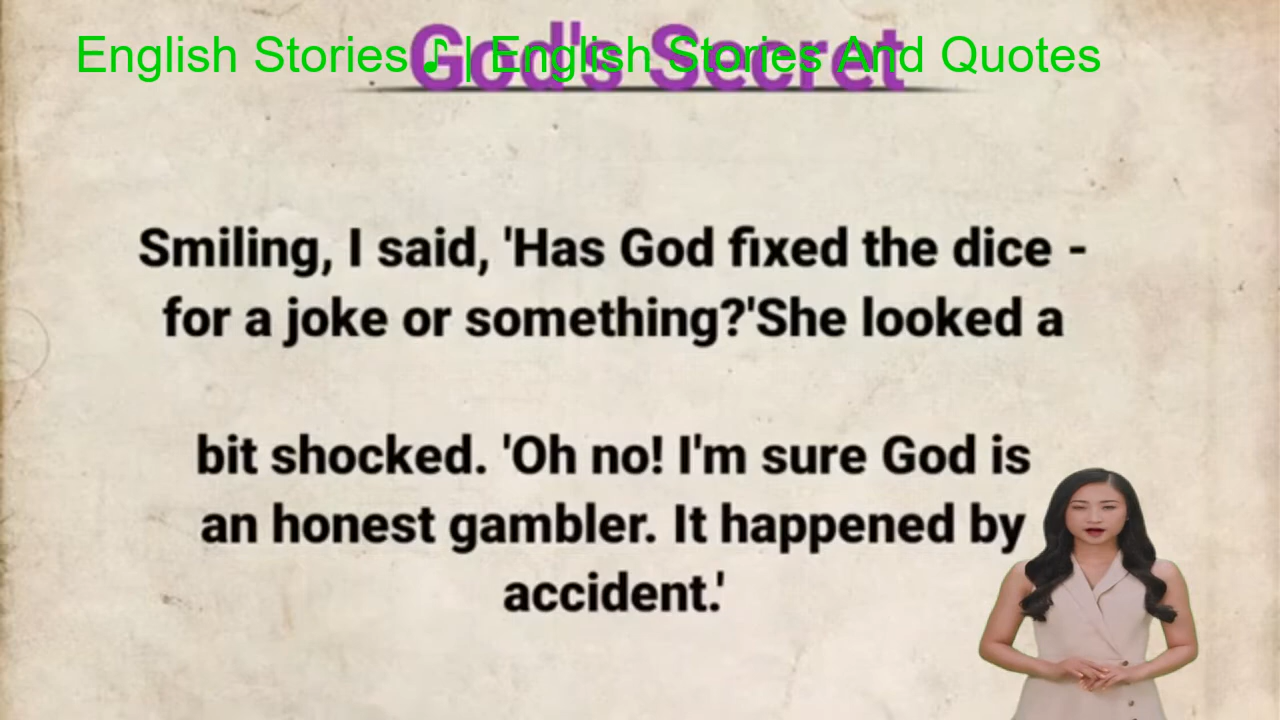 English Stories ♪ | English Stories And Quotes
God's Secret
Smiling, I said, 'Has God fixed the dice -
for a joke or something?'She looked a
bit shocked. 'Oh no! I'm sure God is
an honest gambler. It happened by
accident.'